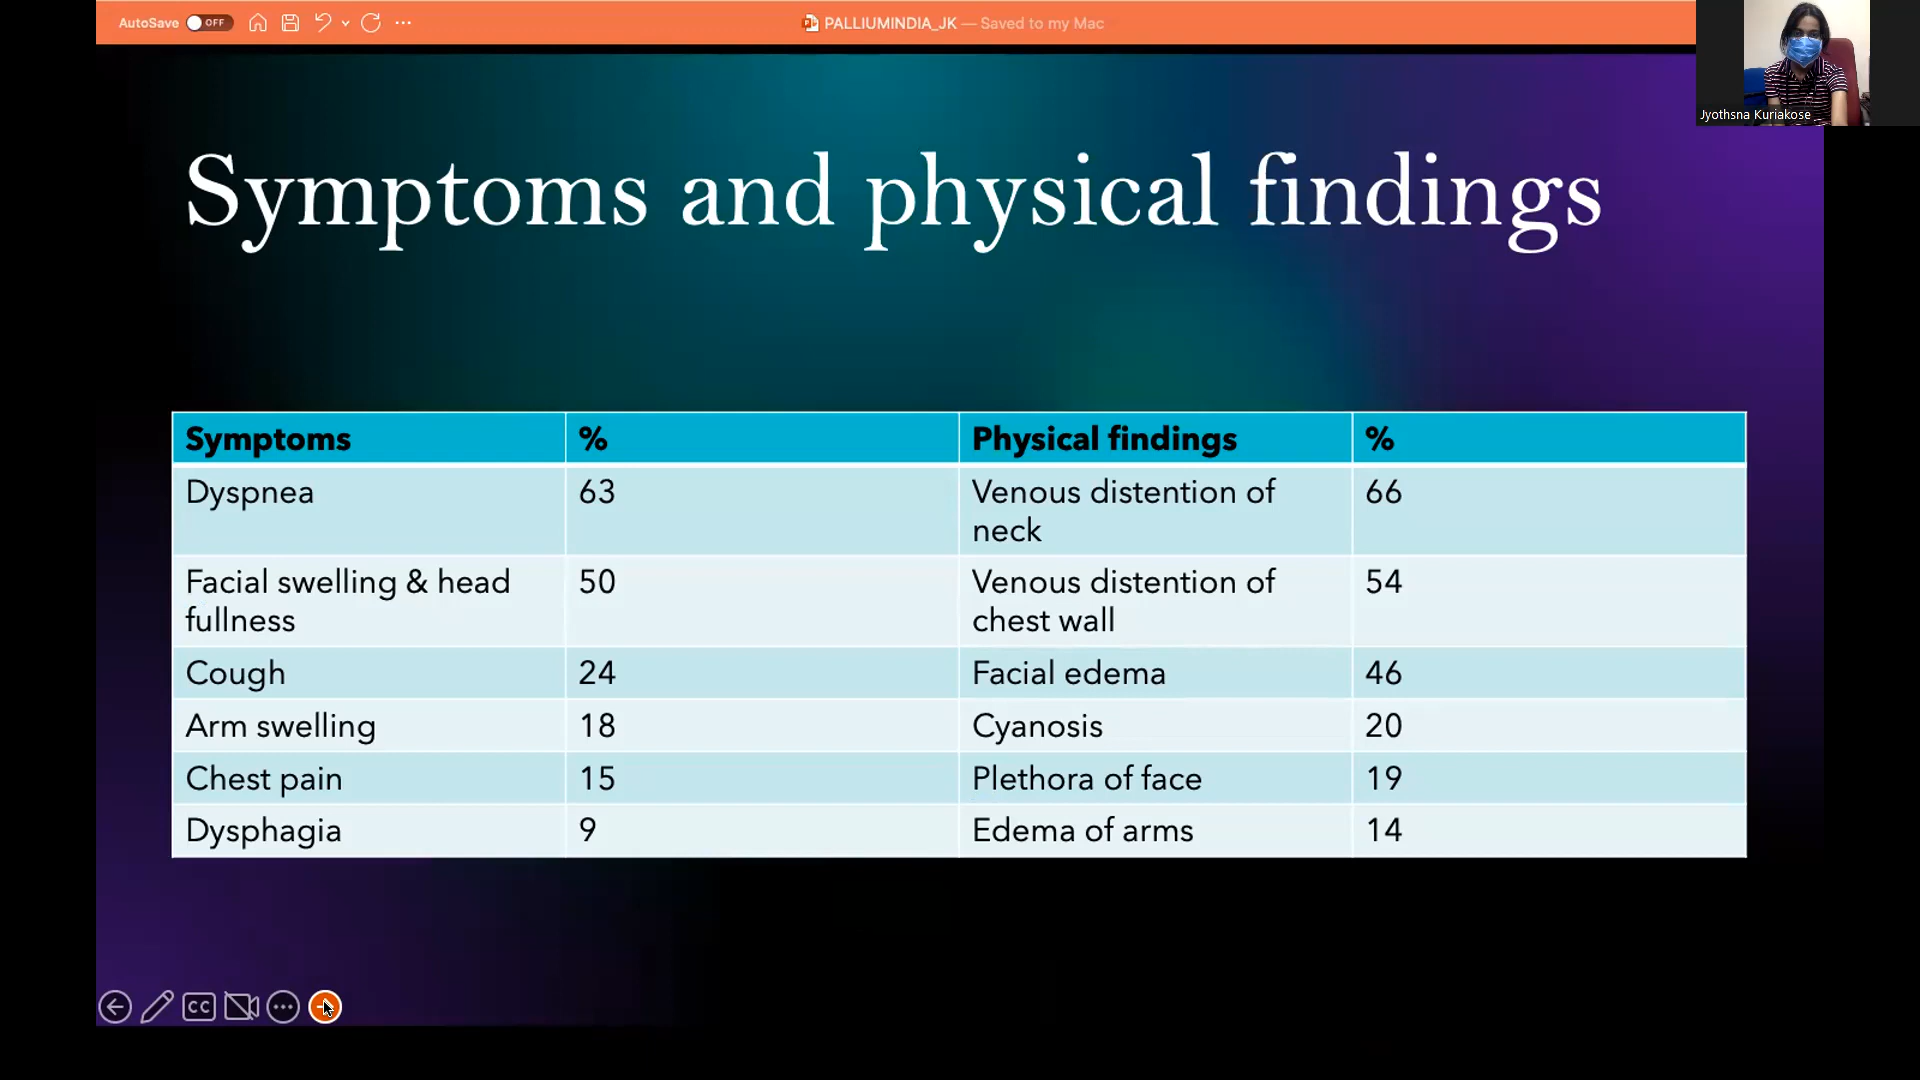 AutoSave OFF
PALLIUMINDIA_JK — Saved to my Mac
Jyothsna Kuriakose
Symptoms and physical findings
Symptoms % Physical findings %
Dyspnea 63 Venous distention of
neck 66
Facial swelling & head
fullness 50 Venous distention of
chest wall 54
Cough 24 Facial edema 46
Arm swelling 18 Cyanosis 20
Chest pain 15 Plethora of face 19
Dysphagia 9 Edema of arms 14
CC